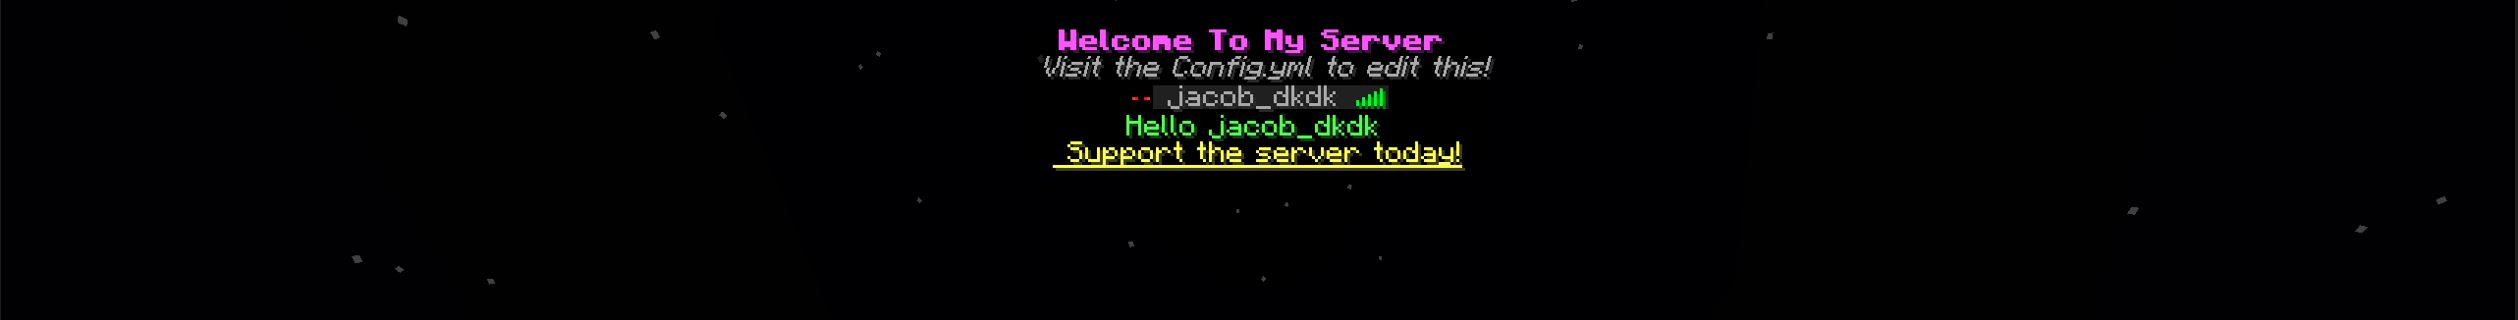 Welcome To My Server
Visit the Config.yml to edit this!
-- jacob_dkdk
Hello jacob_dkdk
Support the server today!